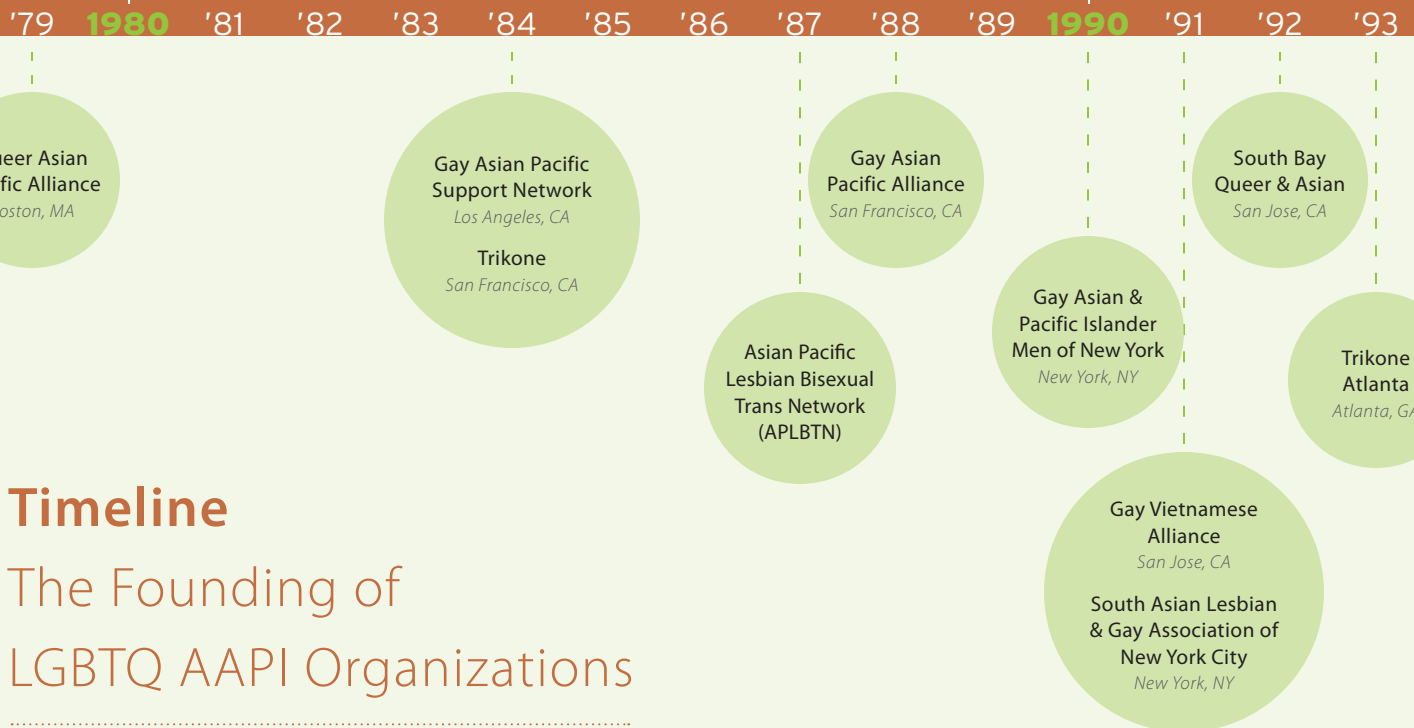 '79 1980 '81 '82 '83 '84 '85 '86 '87 '88 '89 1990 '91 '92 '93
Asian
Alliance
MA
Gay Asian Pacific
Support Network
Los Angeles, CA
Trikone
San Francisco, CA
Asian Pacific
Lesbian Bisexual
Trans Network
(APLBTN)
Gay Asian
Pacific Alliance
San Francisco, CA
Gay Asian &
Pacific Islander
Men of New York
New York, NY
Gay Vietnamese
Alliance
San Jose, CA
South Asian Lesbian
& Gay Association of
New York City
New York, NY
South Bay
Queer & Asian
San Jose, CA
Trikone
Atlanta
Atlanta,
Timeline
The Founding of
LGBTQ AAPI Organizations